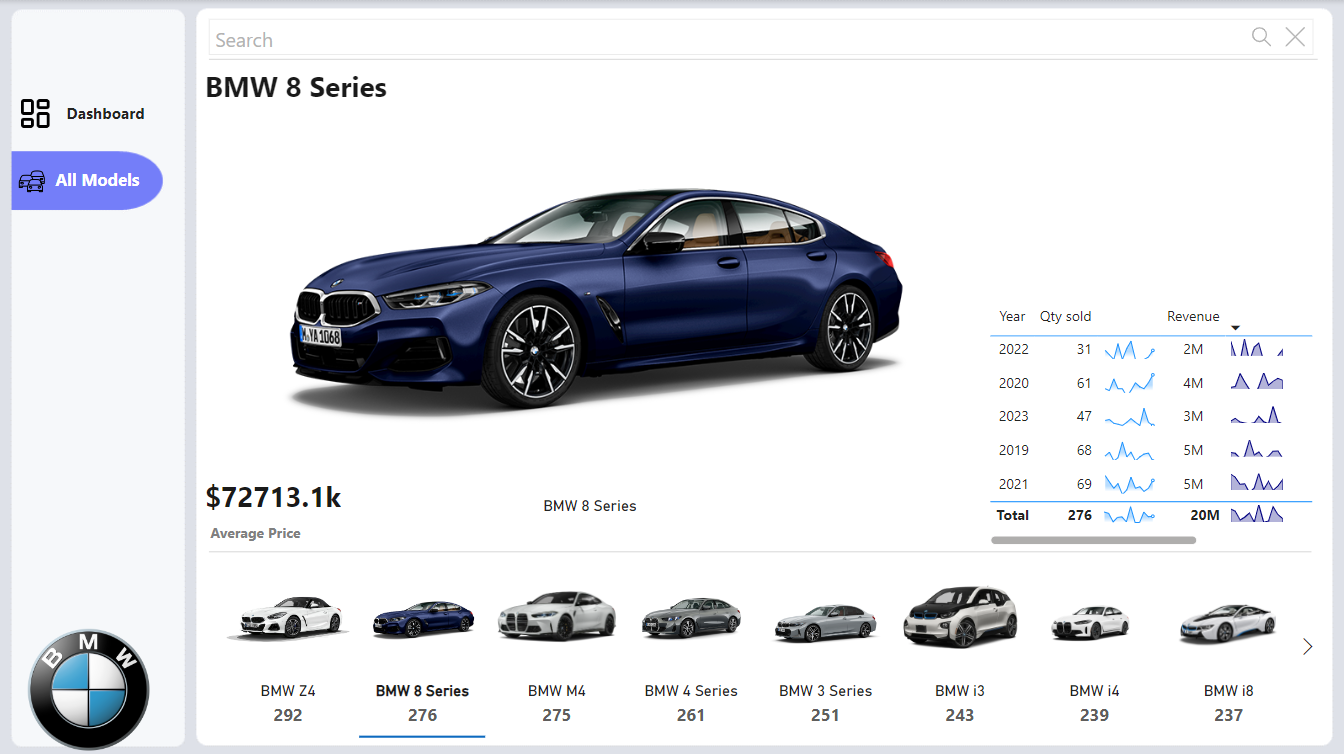 Search
BMW 8 Series
Dashboard
All Models
M YA 1068
Year Qty sold Revenue
2022 31 2M
2020 61 4M
2023 47 3M
2019 68 5M
2021 69 5M
Total 276 20M
$72713.1k
Average Price
BMW 8 Series
BMW Z4 BMW 8 Series BMW M4 BMW 4 Series BMW 3 Series BMW i3 BMW i4 BMW i8
292 276 275 261 251 243 239 237
BMW